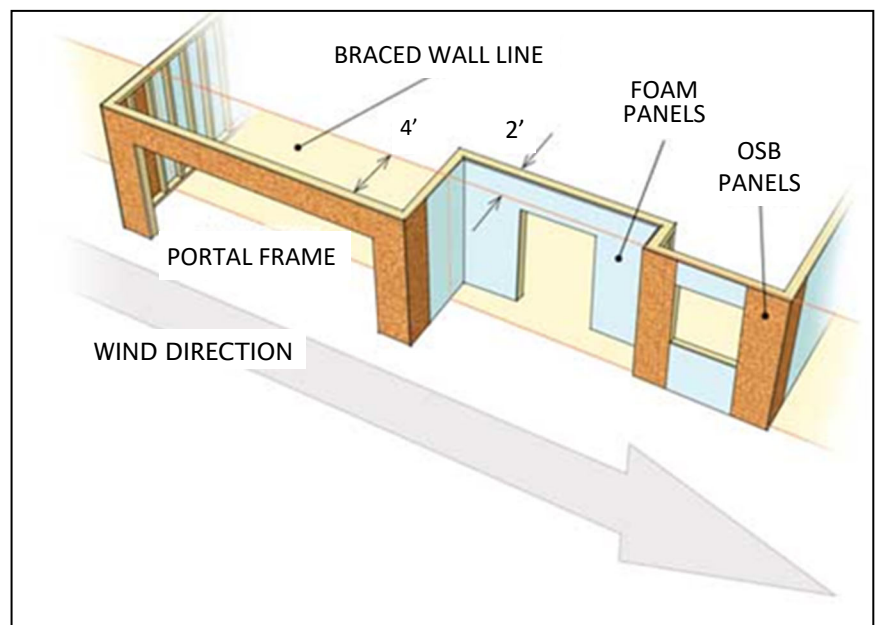 BRACED WALL LINE
FOAM
PANELS
4’
2’
OSB
PANELS
PORTAL FRAME
WIND DIRECTION